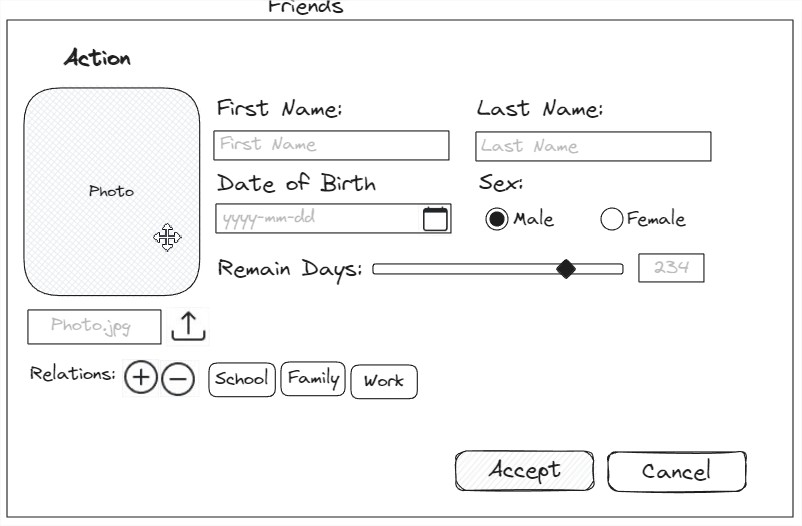 Friends
Action
First Name: Last Name:
First Name Last Name
Date of Birth Sex:
Photo
yyyy-mm-dd Male Female
Remain Days: 234
Photo.jpg
Relations: School Family Work
Accept Cancel